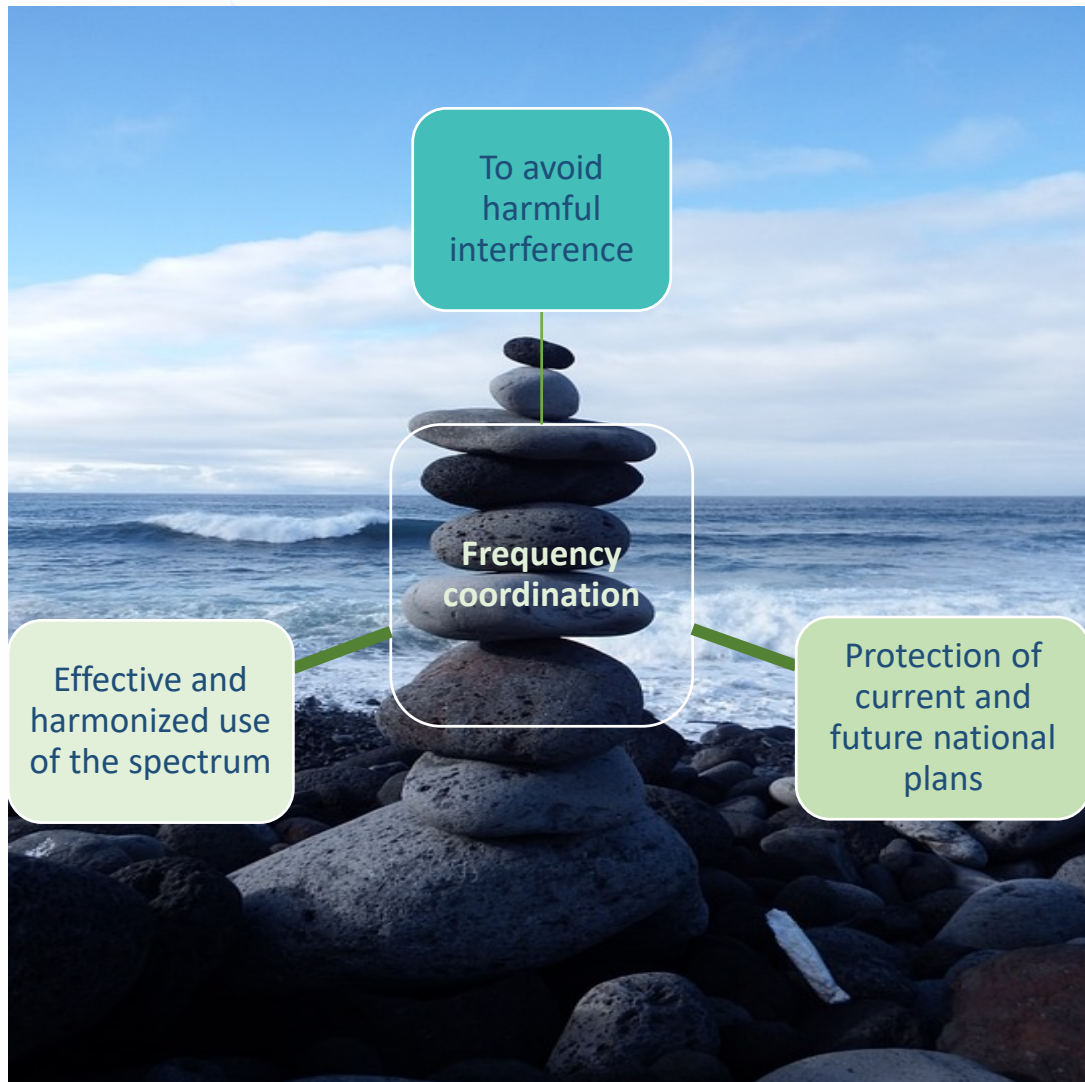 To avoid
harmful
interference
Frequency
coordination
Effective and
harmonized use
of the spectrum
Protection of
current and
future national
plans